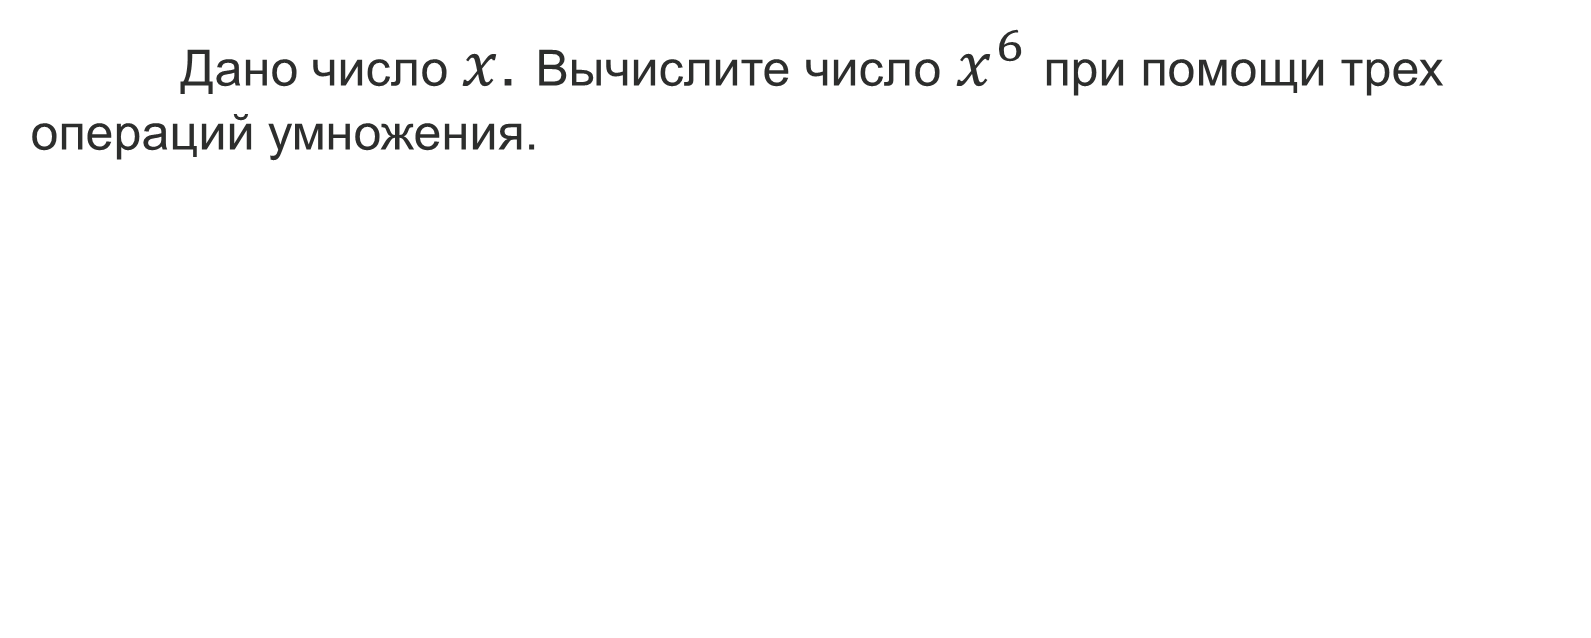 Дано число x. Вычислите число x⁶ при помощи трех
операций умножения.